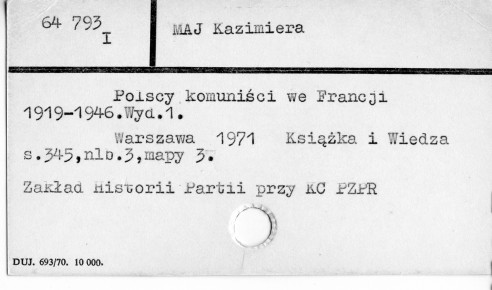 64 793
I
MAJ Kazimiera
Polscy komuniści we Francji
1919-1946.Wyd.1.
Warszawa 1971 Książka i Wiedza
s.345,nlb.3,mapy 3.
Zakład Historii Partii przy KC PZPR
DUJ. 693/70. 10 000.